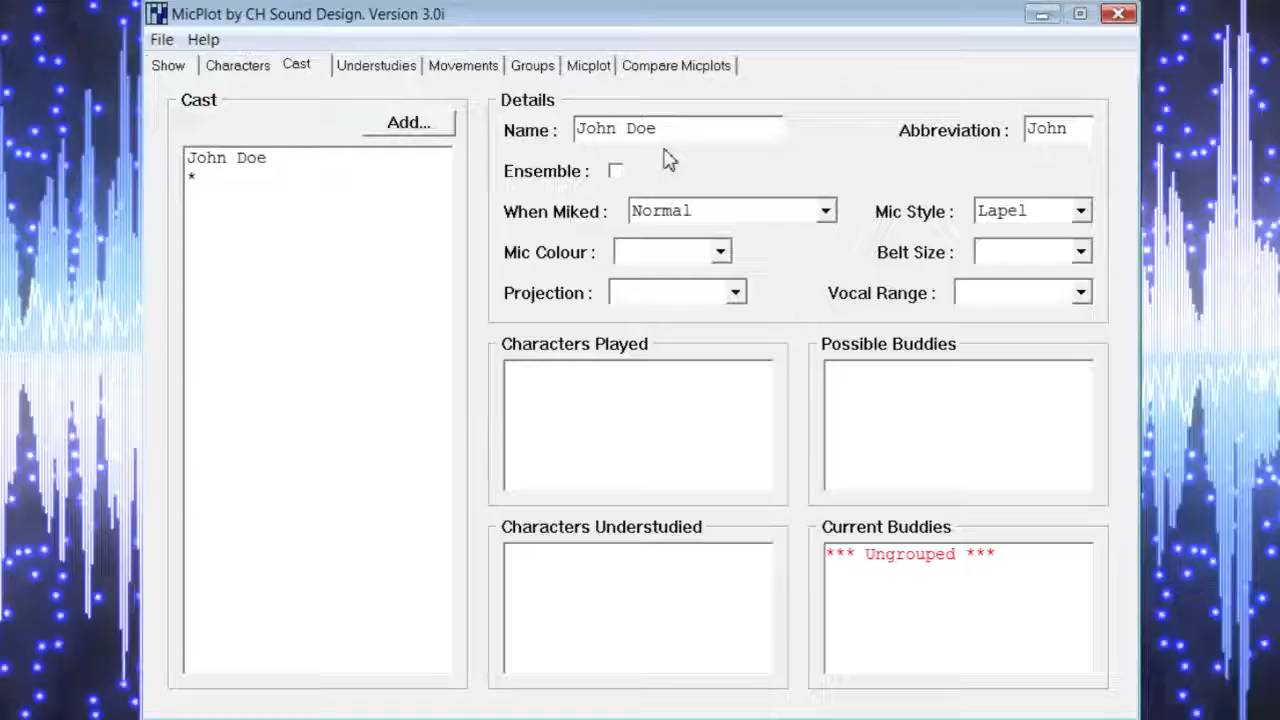 MicPlot by CH Sound Design. Version 3.0i
File Help
Show Characters Cast Understudies Movements Groups Micplot Compare Micplots
Cast
Add...
John Doe
*
Details
Name : John Doe Abbreviation : John
Ensemble :
When Miked : Normal Mic Style : Lapel
Mic Colour : Belt Size :
Projection : Vocal Range :
Characters Played
Possible Buddies
Characters Understudied
Current Buddies
*** Ungrouped ***